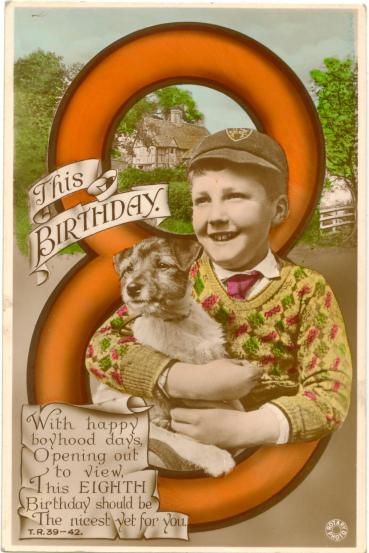 This
BIRTHDAY.
With happy
boyhood days,
Opening out
to view,
This EIGHTH
Birthday should be
The nicest yet for you.
T.R. 39-42.
ROTARY
PHOTO